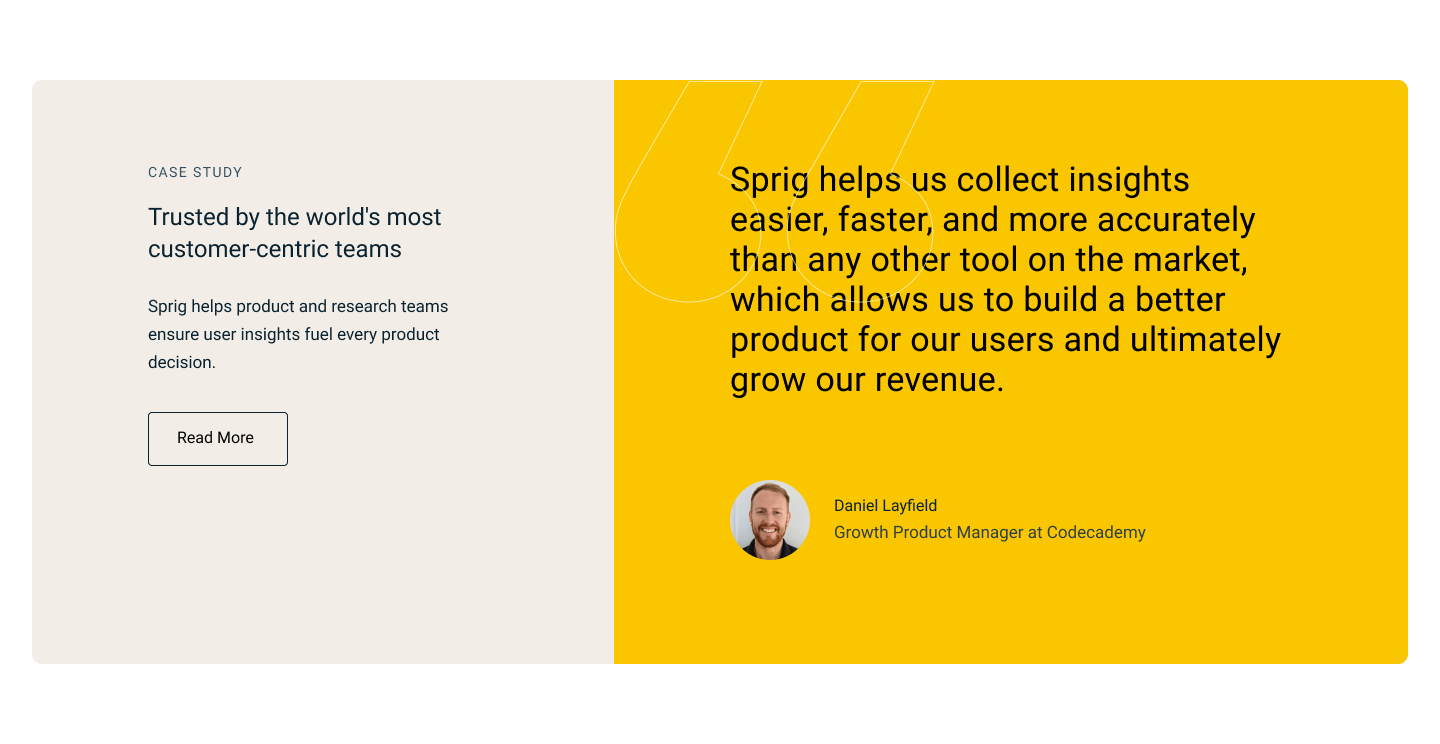 CASE STUDY
Trusted by the world's most
customer-centric teams
Sprig helps product and research teams
ensure user insights fuel every product
decision.
Read More
Sprig helps us collect insights
easier, faster, and more accurately
than any other tool on the market,
which allows us to build a better
product for our users and ultimately
grow our revenue.
Daniel Layfield
Growth Product Manager at Codecademy